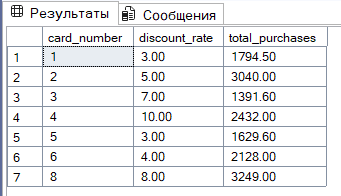 Результаты Сообщения
card_number discount_rate total_purchases
1 1 3.00 1794.50
2 2 5.00 3040.00
3 3 7.00 1391.60
4 4 10.00 2432.00
5 5 3.00 1629.60
6 6 4.00 2128.00
7 8 8.00 3249.00